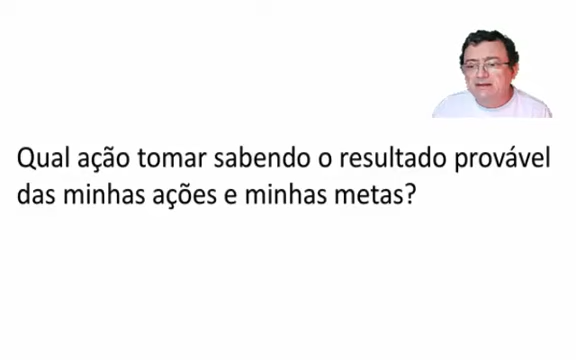 Qual ação tomar sabendo o resultado provável
das minhas ações e minhas metas?